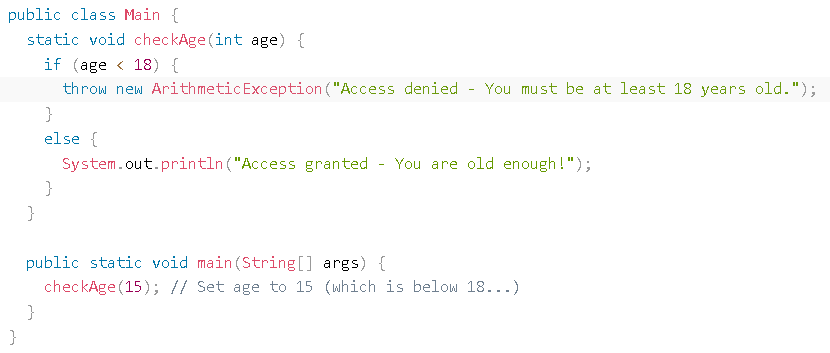 public class Main {
  static void checkAge(int age) {
    if (age < 18) {
      throw new ArithmeticException("Access denied - You must be at least 18 years old.");
    }
    else {
      System.out.println("Access granted - You are old enough!");
    }
  }

  public static void main(String[] args) {
    checkAge(15); // Set age to 15 (which is below 18...)
  }
}